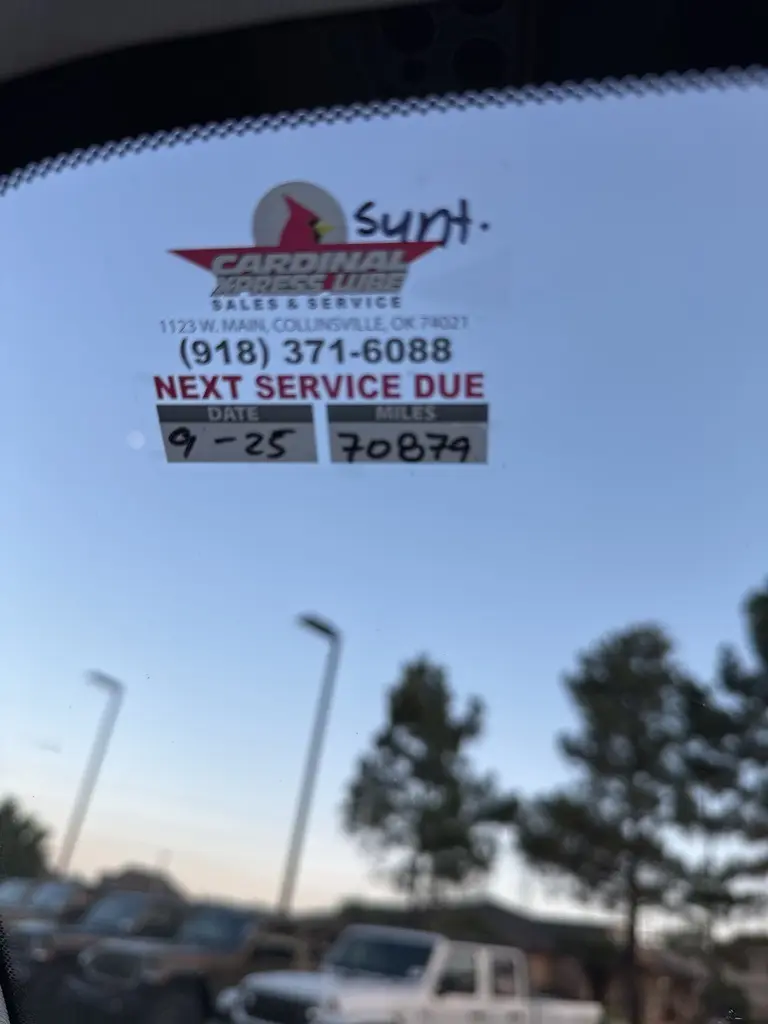 synt.
CARDINAL
XPRESS LUBE
SALES & SERVICE
1123 W. MAIN, COLLINSVILLE, OK 74021
(918) 371-6088
NEXT SERVICE DUE
DATE MILES
9-25 70879